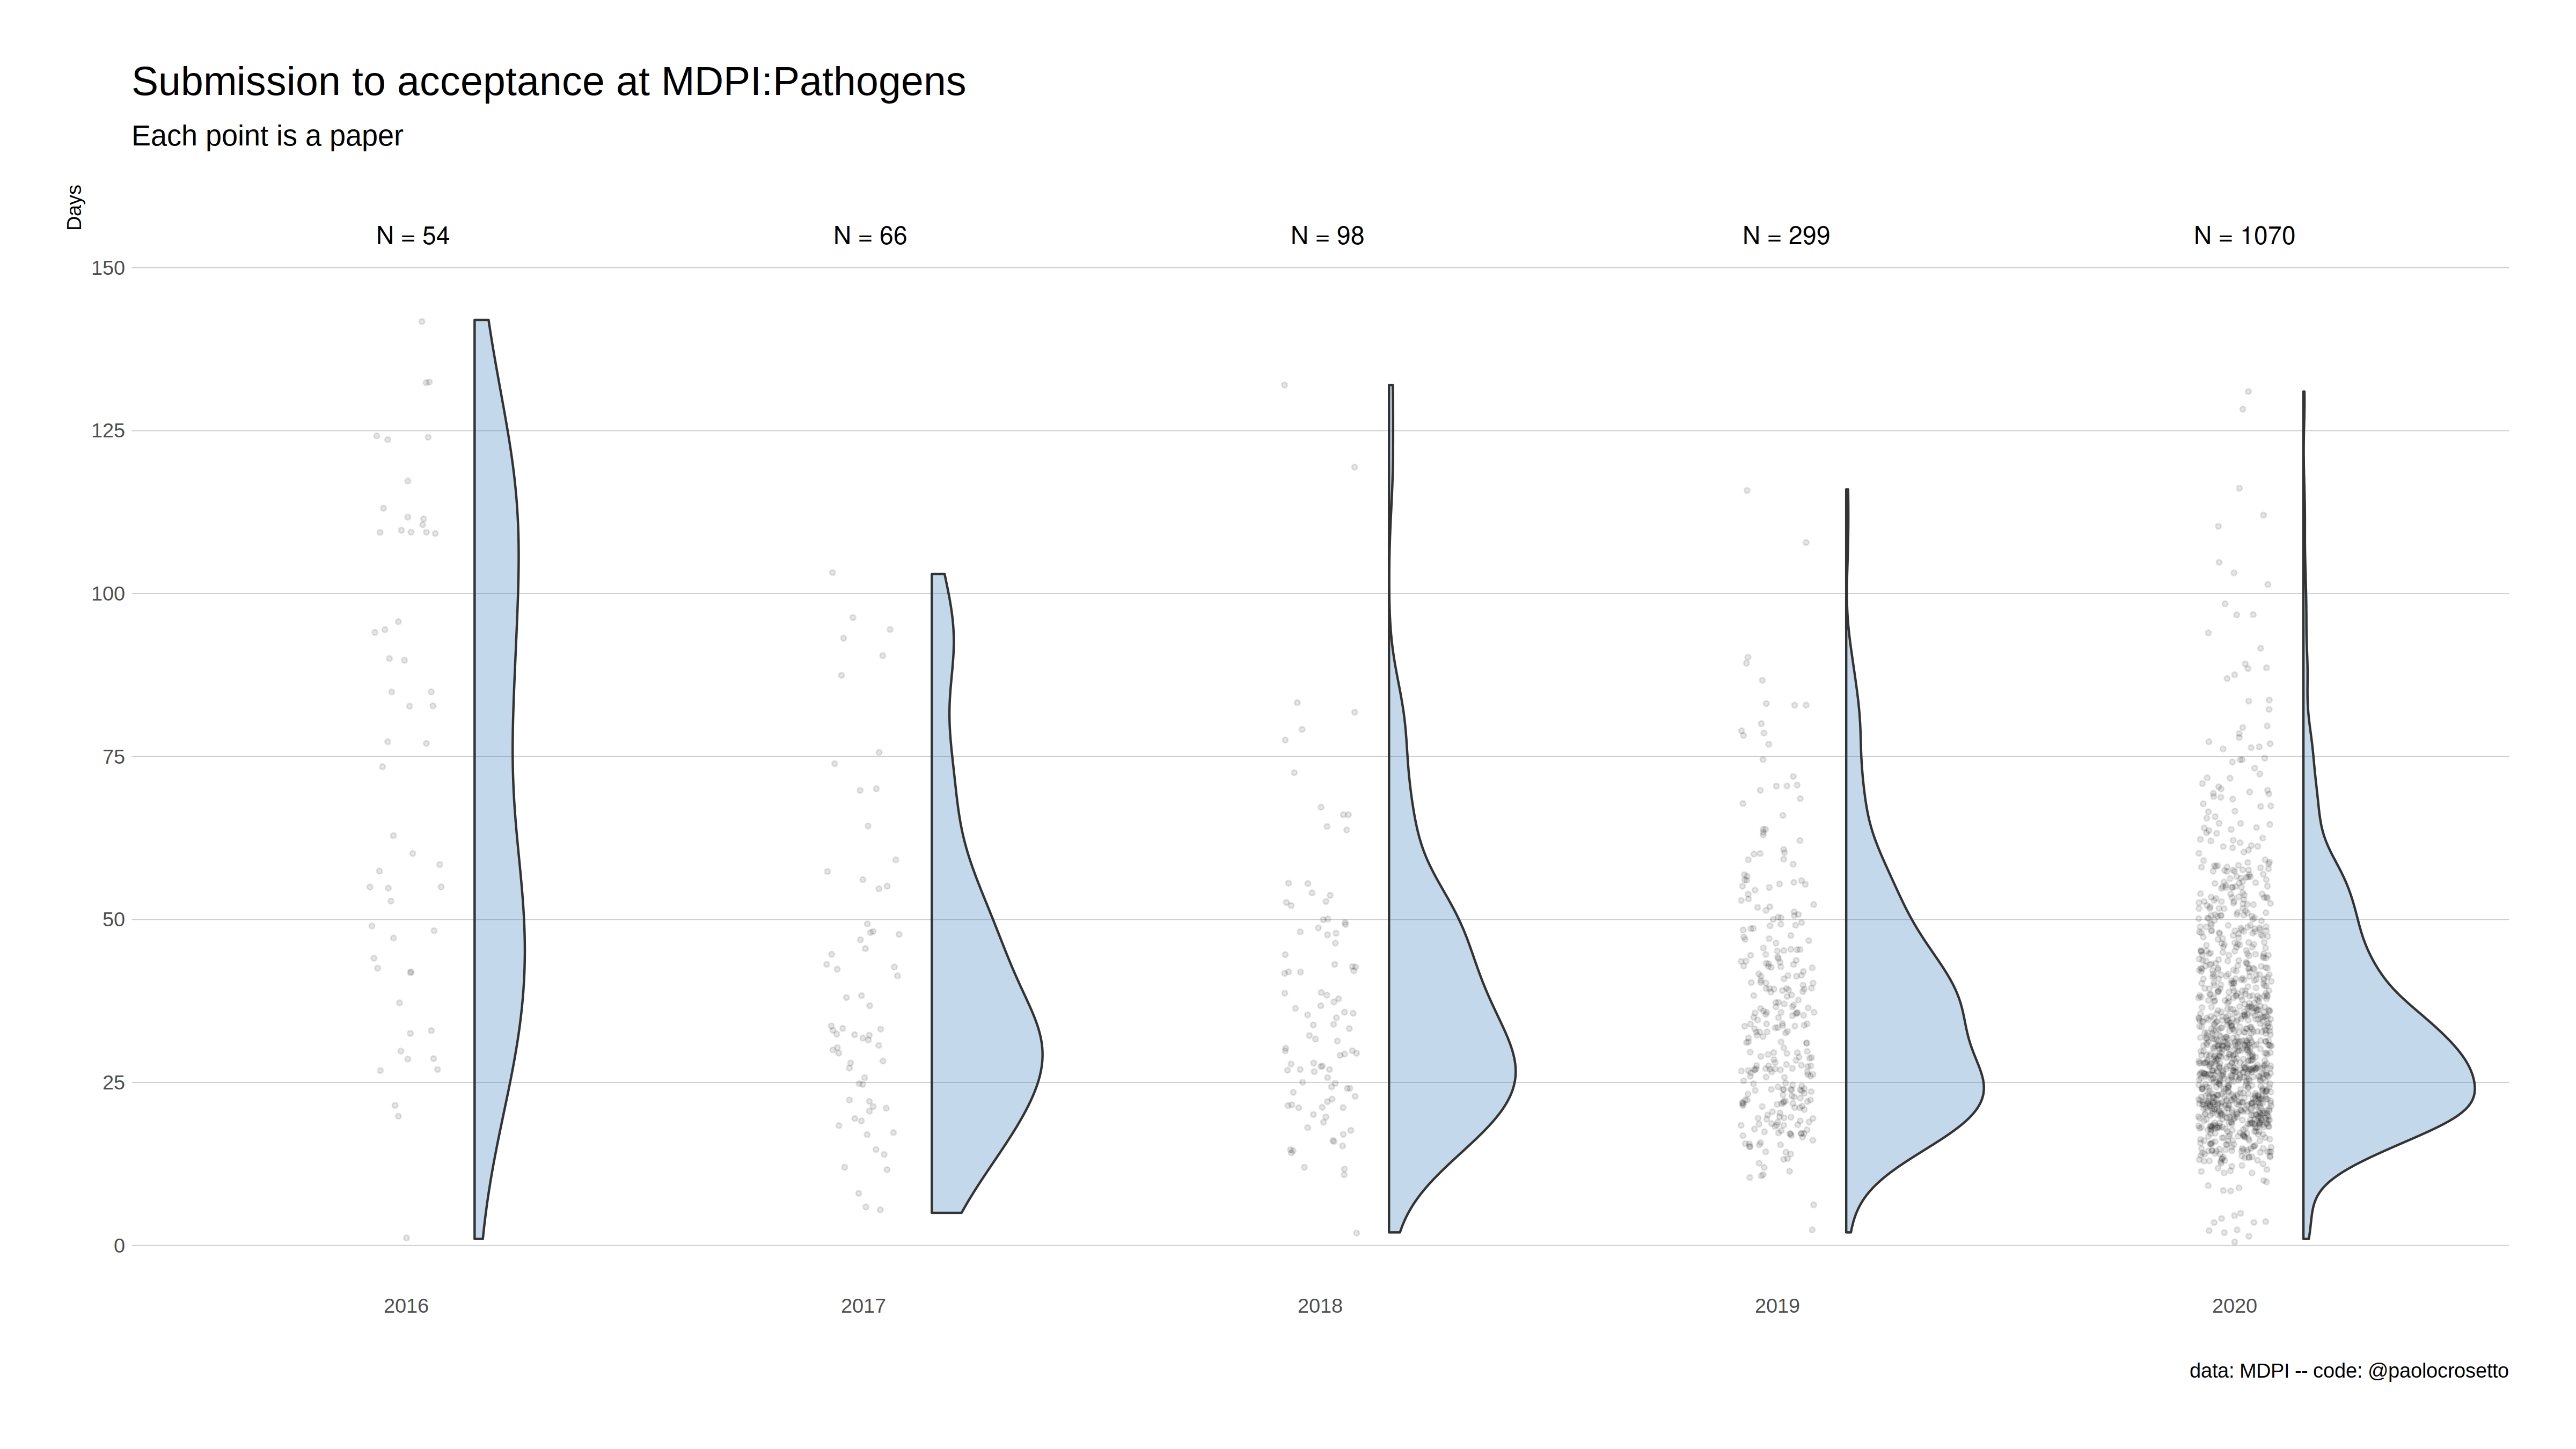 Submission to acceptance at MDPI:Pathogens
Each point is a paper
Days
N = 54 N = 66 N = 98 N = 299 N = 1070
150
125
100
75
50
25
0
2016 2017 2018 2019 2020
data: MDPI -- code: @paolocrosetto